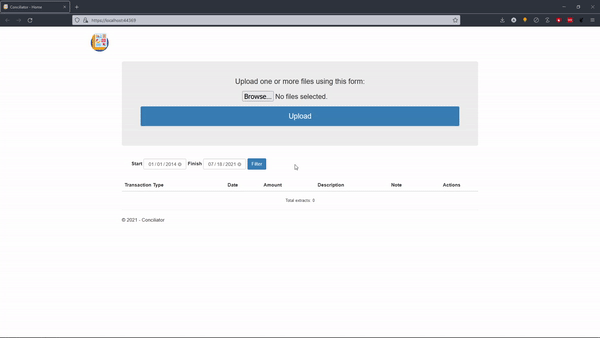 Conciliator - Home
https://localhost:44369
Upload one or more files using this form:
Browse... No files selected.
Upload
Start 01/01/2014 Finish 07/18/2021 Filter
Transaction Type Date Amount Description Note Actions
Total extracts: 0
© 2021 - Conciliator